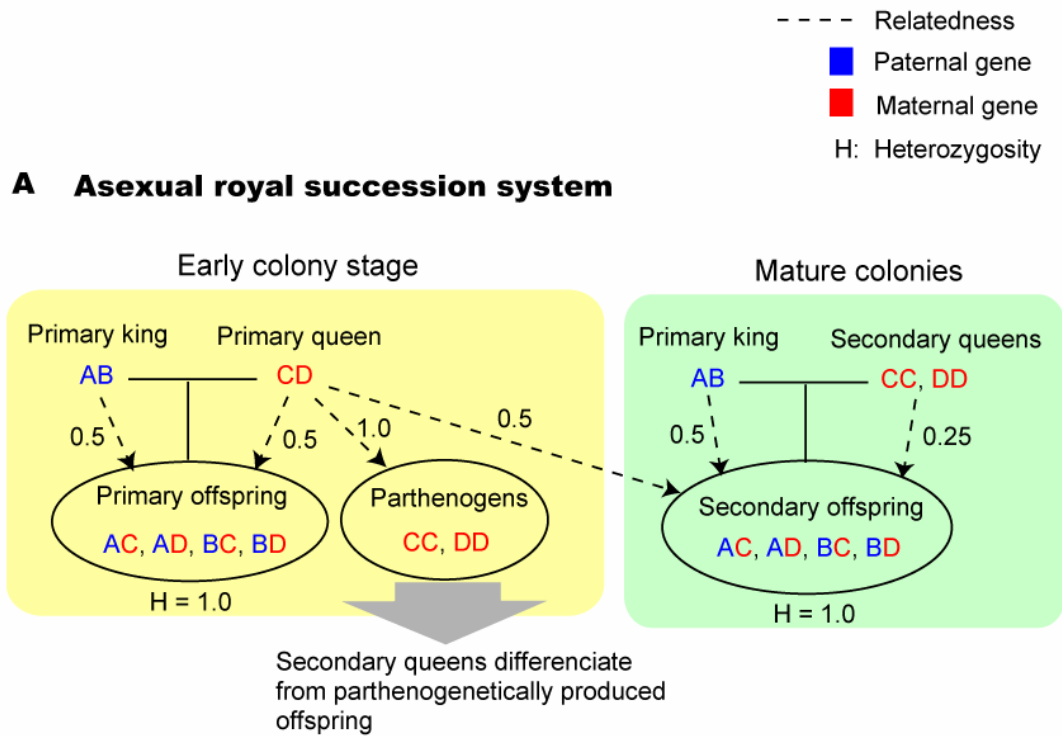 Relatedness
Paternal gene
Maternal gene
H: Heterozygosity
A Asexual royal succession system
Early colony stage
Primary king
Primary queen
AB
CD
0.5
0.5
1.0
0.5
Primary offspring
AC, AD, BC, BD
H = 1.0
Parthenogens
CC, DD
Secondary queens differenciate
from parthenogenetically produced
offspring
Mature colonies
Primary king
Secondary queens
AB
CC, DD
0.5
0.25
Secondary offspring
AC, AD, BC, BD
H = 1.0